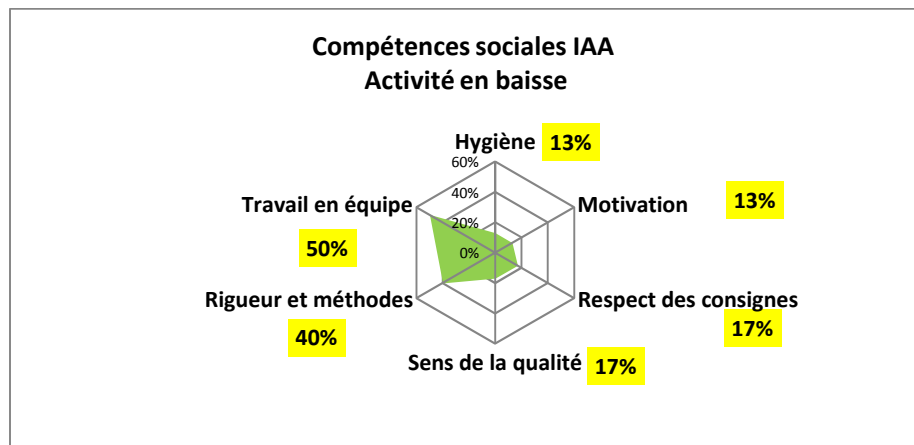 Compétences sociales IAA
Activité en baisse
Hygiène 13%
60%
40%
20%
0%
Travail en équipe
50%
Motivation
13%
Rigueur et méthodes
40%
Respect des consignes
17%
Sens de la qualité 17%